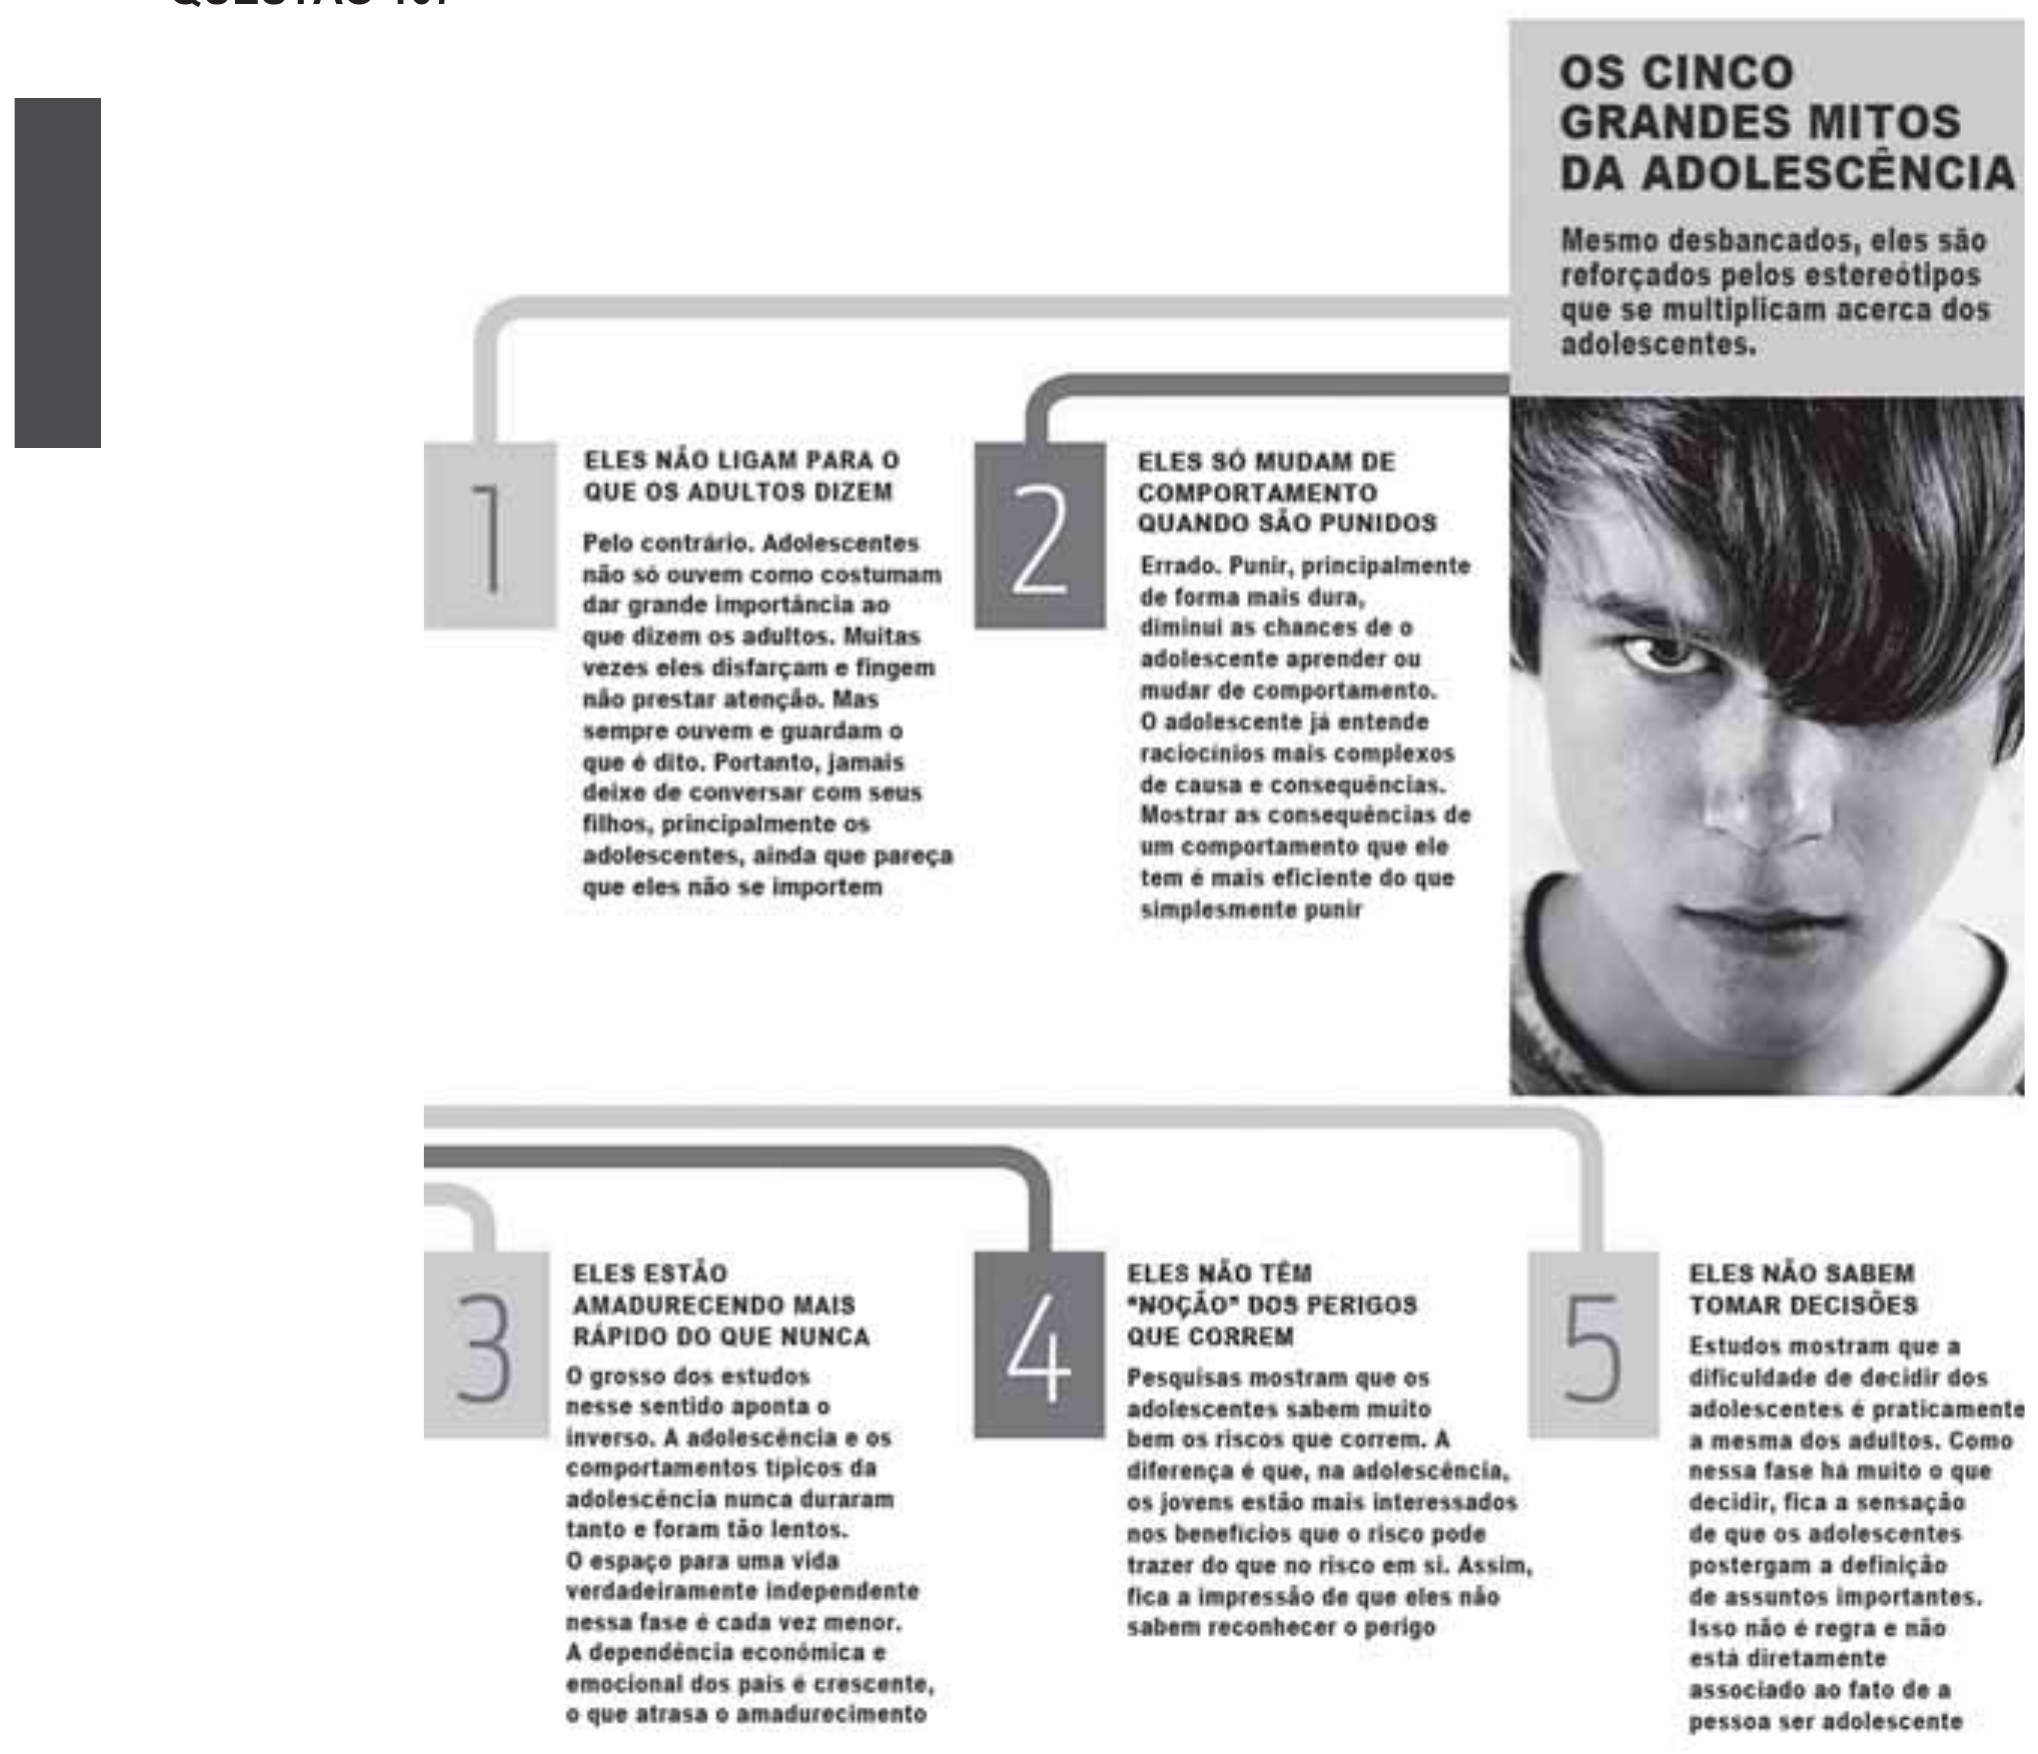 OS CINCO
GRANDES MITOS
DA ADOLESCÊNCIA
Mesmo desbancados, eles são
reforçados pelos estereótipos
que se multiplicam acerca dos
adolescentes.
1
ELES NÃO LIGAM PARA O
QUE OS ADULTOS DIZEM
Pelo contrário. Adolescentes
não só ouvem como costumam
dar grande importância ao
que dizem os adultos. Muitas
vezes eles disfarçam e fingem
não prestar atenção. Mas
sempre ouvem e guardam o
que é dito. Portanto, jamais
deixe de conversar com seus
filhos, principalmente os
adolescentes, ainda que pareça
que eles não se importem
2
ELES SÓ MUDAM DE
COMPORTAMENTO
QUANDO SÃO PUNIDOS
Errado. Punir, principalmente
de forma mais dura,
diminui as chances de o
adolescente aprender ou
mudar de comportamento.
O adolescente já entende
raciocínios mais complexos
de causa e consequências.
Mostrar as consequências de
um comportamento que ele
tem é mais eficiente do que
simplesmente punir
3
ELES ESTÃO
AMADURECENDO MAIS
RÁPIDO DO QUE NUNCA
O grosso dos estudos
nesse sentido aponta o
inverso. A adolescência e os
comportamentos típicos da
adolescência nunca duraram
tanto e foram tão lentos.
O espaço para uma vida
verdadeiramente independente
nessa fase é cada vez menor.
A dependência econômica e
emocional dos pais é crescente,
o que atrasa o amadurecimento
4
ELES NÃO TÊM
"NOÇÃO" DOS PERIGOS
QUE CORREM
Pesquisas mostram que os
adolescentes sabem muito
bem os riscos que correm. A
diferença é que, na adolescência,
os jovens estão mais interessados
nos benefícios que o risco pode
trazer do que no risco em si. Assim,
fica a impressão de que eles não
sabem reconhecer o perigo
5
ELES NÃO SABEM
TOMAR DECISÕES
Estudos mostram que a
dificuldade de decidir dos
adolescentes é praticamente
a mesma dos adultos. Como
nessa fase há muito o que
decidir, fica a sensação
de que os adolescentes
postergam a definição
de assuntos importantes.
Isso não é regra e não
está diretamente
associado ao fato de a
pessoa ser adolescente